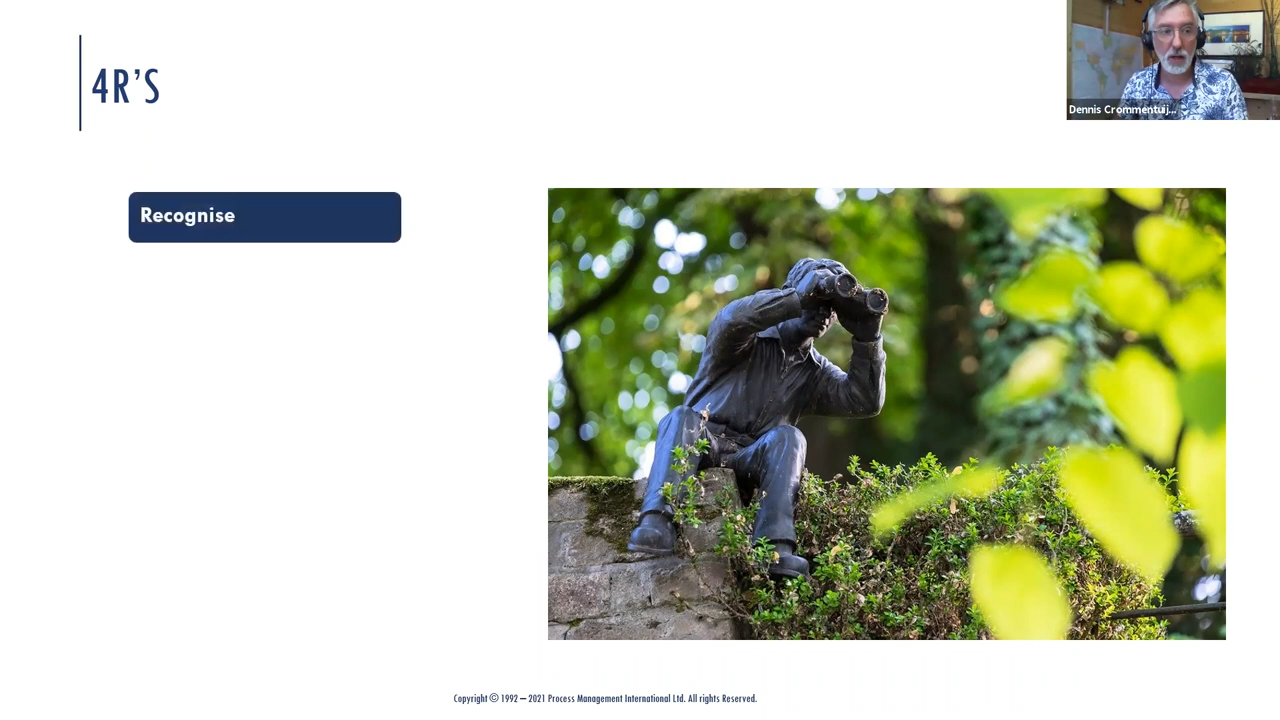 4R'S
Dennis Crommentuij...
Recognise
Copyright © 1992 – 2021 Process Management International Ltd. All rights Reserved.